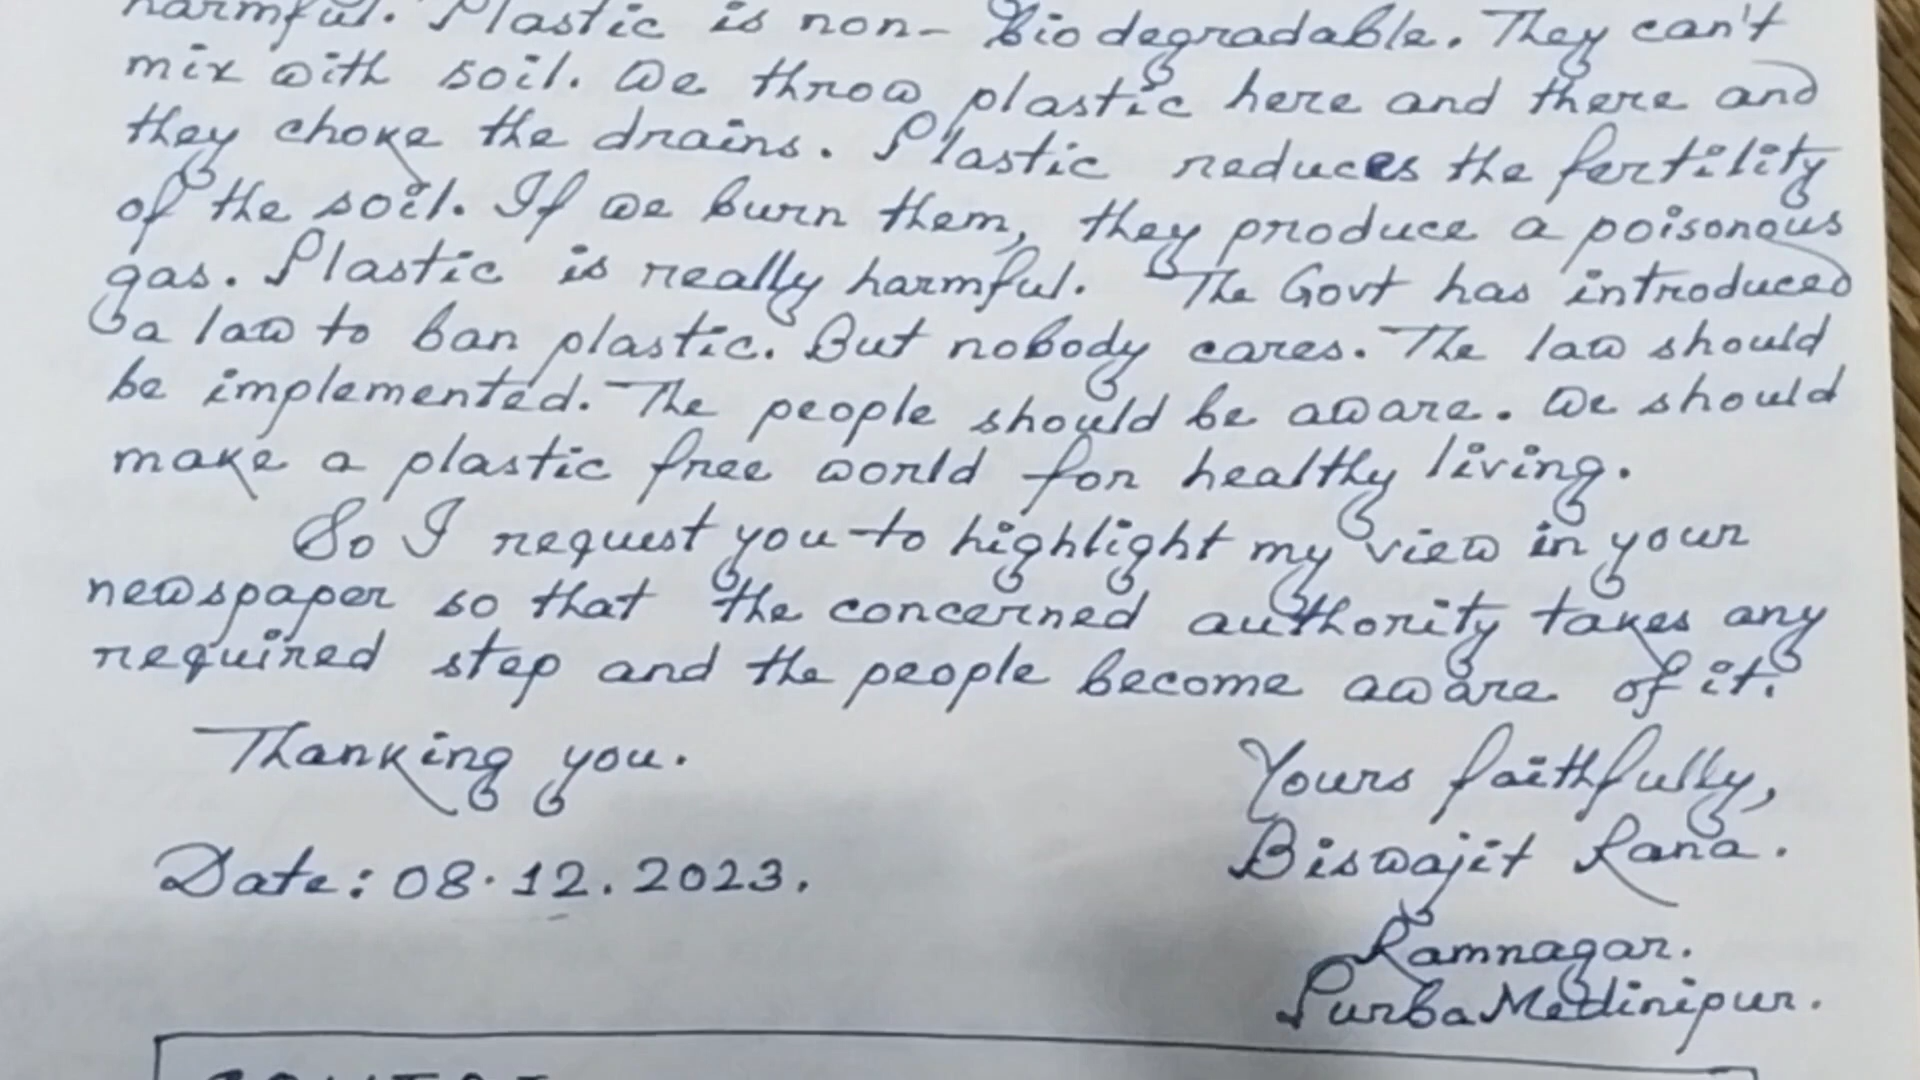 harmful. Plastic is non- Biodegradable. They can't
mix with soil. We throw plastic here and there and
they choke the drains. Plastic reduces the fertility
of the soil. If we burn them, they produce a poisonous
gas. Plastic is really harmful. The Govt has introduced
a law to ban plastic. But nobody cares. The law should
be implemented. The people should be aware. We should
make a plastic free world for healthy living.
So I request you to highlight my view in your
newspaper so that the concerned authority takes any
required step and the people become aware of it.
Thanking you.
Yours faithfully,
Biswajit Rana.
Date: 08.12.2023.
Ramnagar.
Purba Medinipur.